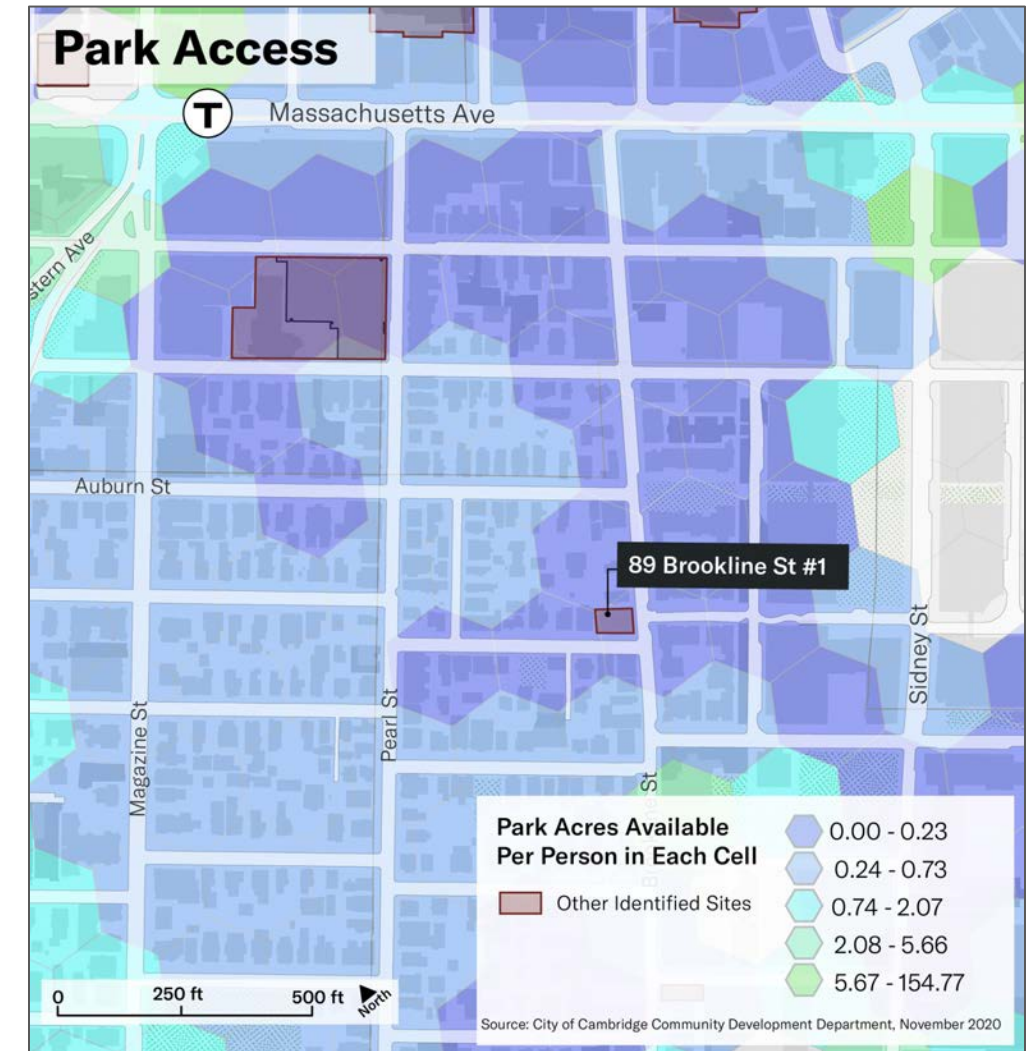 Park Access
T
Massachusetts Ave
stern Ave
Auburn St
89 Brookline St #1
Sidney St
Pearl St
Magazine St
Park Acres Available
Per Person in Each Cell
Other Identified Sites
0.00 - 0.23
0.24 - 0.73
0.74 - 2.07
2.08 - 5.66
5.67 - 154.77
0
250 ft
500 ft
North
Source: City of Cambridge Community Development Department, November 2020